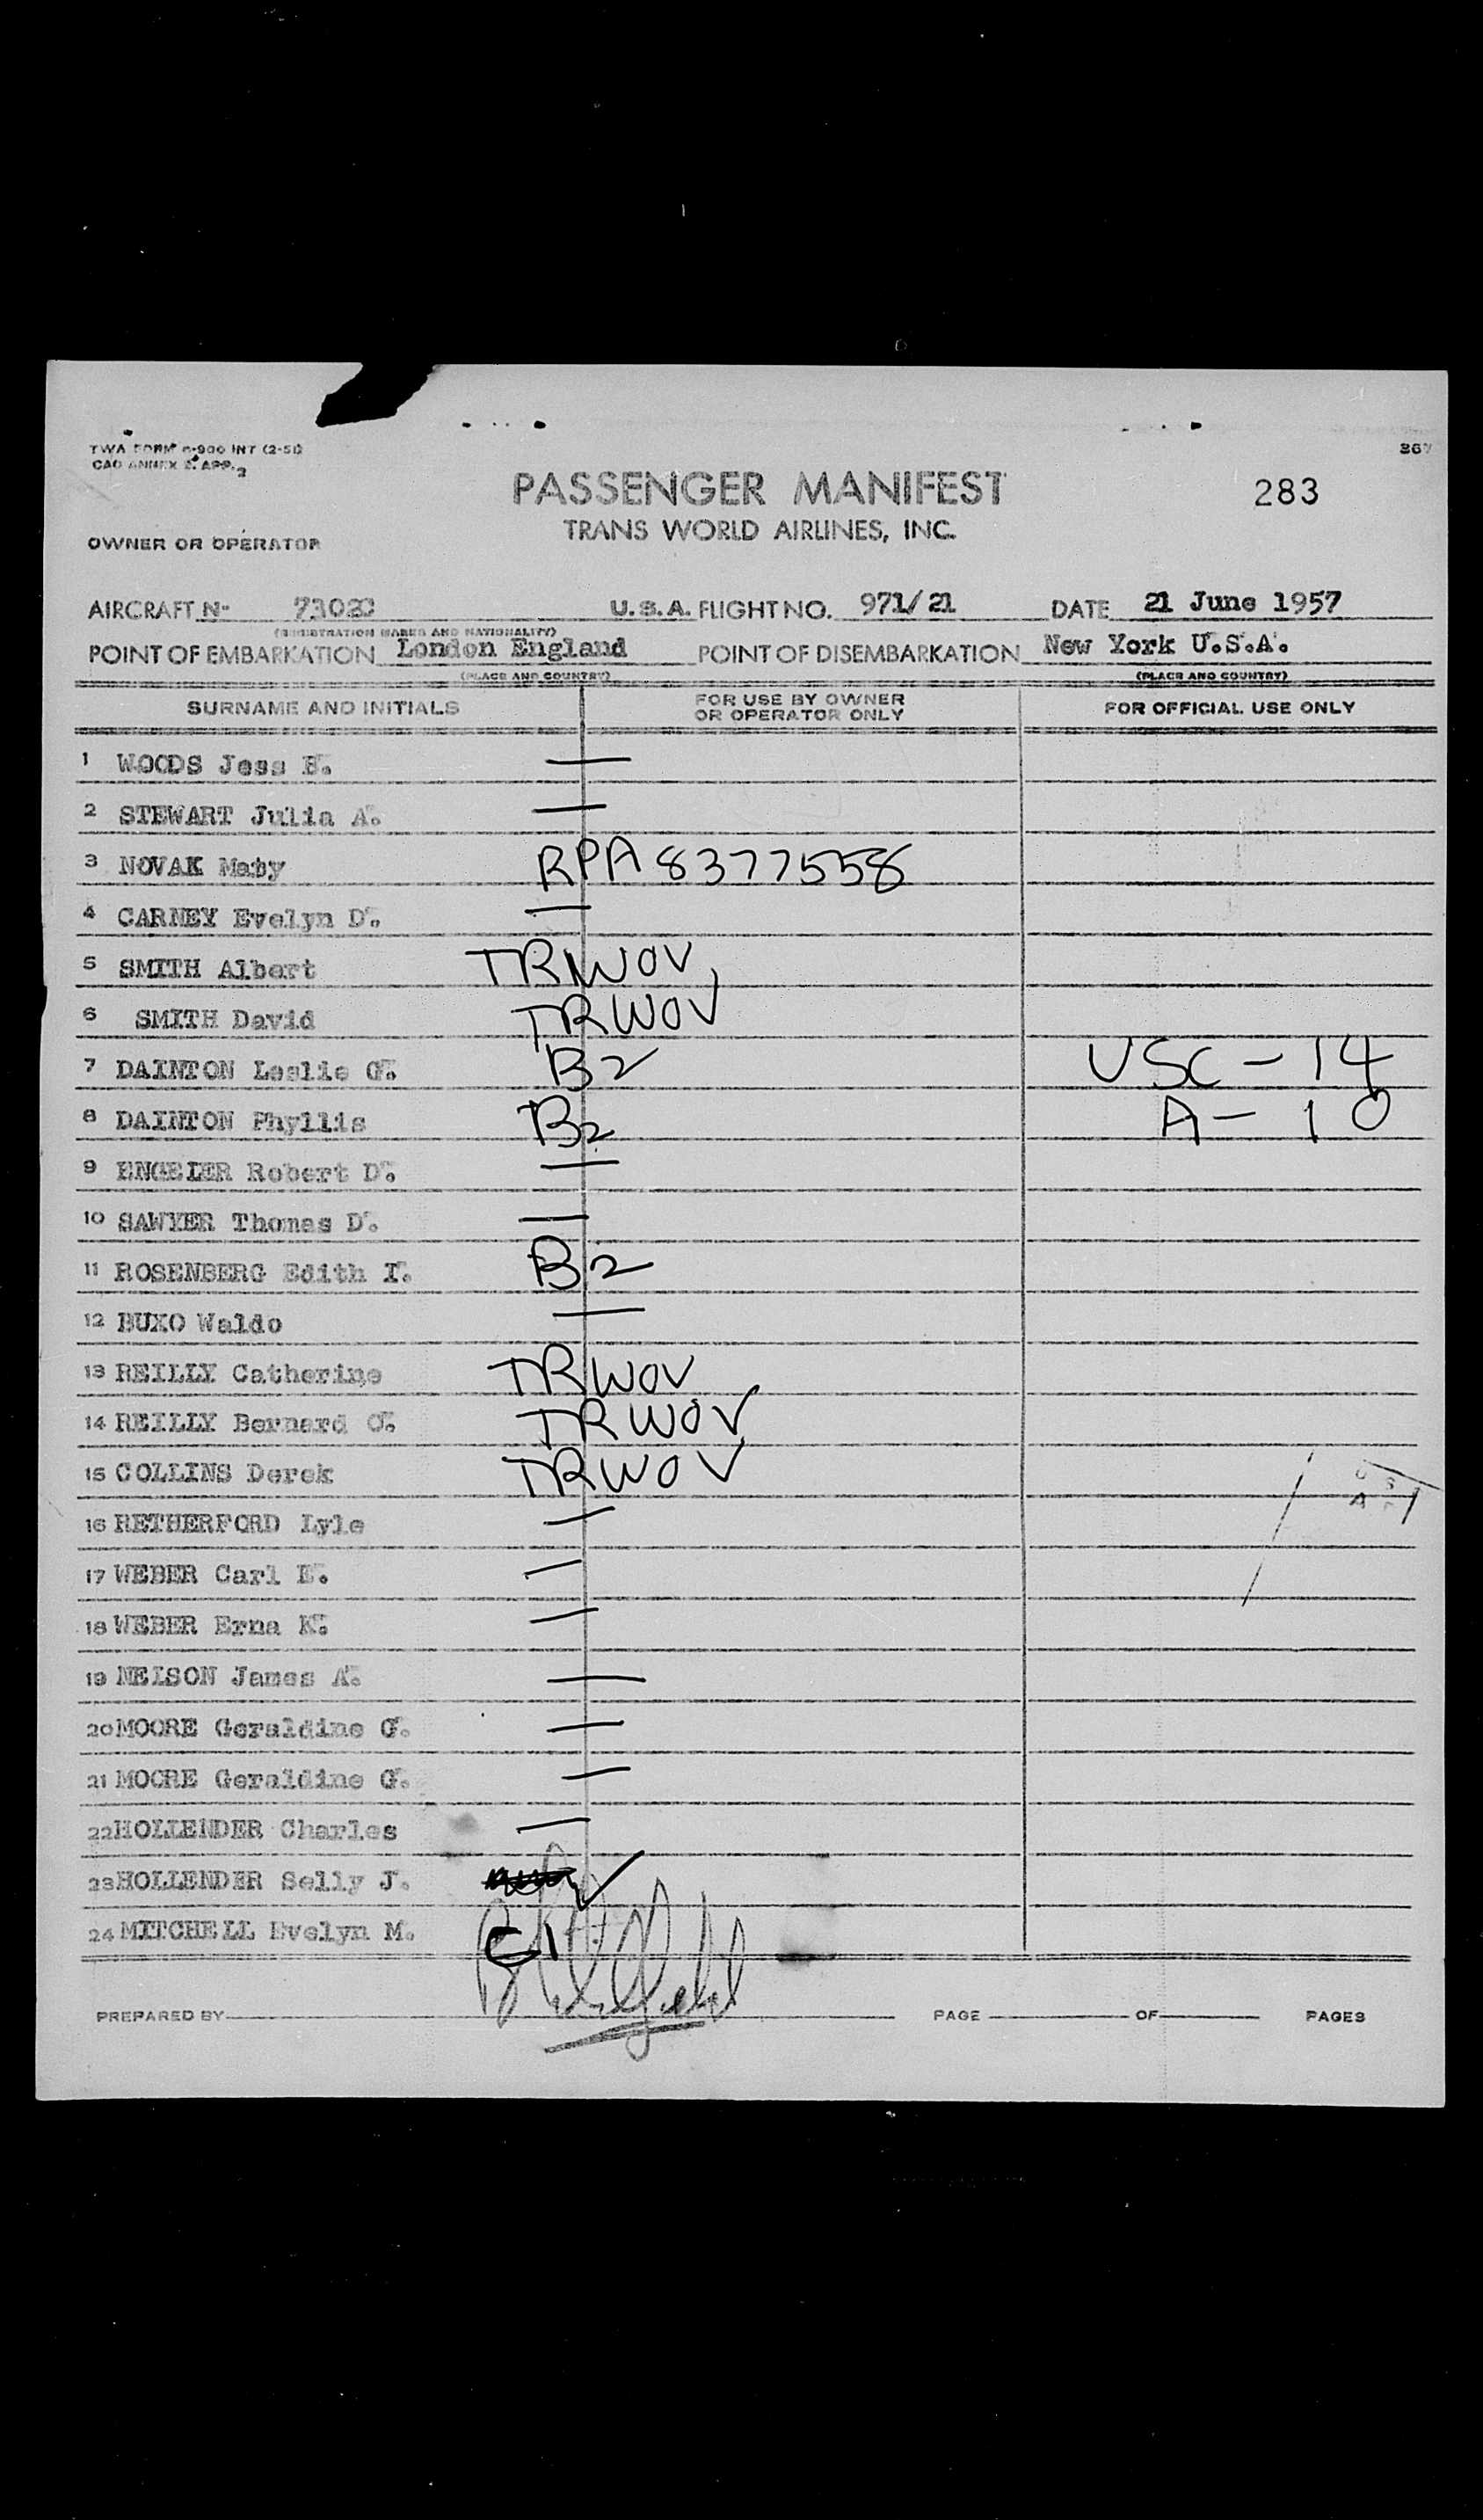 TWA FORM 0-900 INT (2-51)
CAO ANNEX 2. APP. 2
367
PASSENGER MANIFEST
283
TRANS WORLD AIRLINES, INC.
OWNER OR OPERATOR
AIRCRAFT N- U.S.A. FLIGHT NO. 971/21 DATE 21 June 1957
(REGISTRATION MARKS AND NATIONALITY)
POINT OF EMBARKATION London England POINT OF DISEMBARKATION New York U.S.A.
(PLACE AND COUNTRY) (PLACE AND COUNTRY)
SURNAME AND INITIALS FOR USE BY OWNER OR OPERATOR ONLY FOR OFFICIAL USE ONLY
1 WOODS Jess E. —
2 STEWART Julia A. —
3 NOVAK Maby RPA 8377558
4 CARNEY Evelyn D. —
5 SMITH Albert TRWOV
6 SMITH David TRWOV
7 DAINTON Leslie G. B2 USC - 14
8 DAINTON Phyllis B2 A - 10
9 ENGELER Robert D. —
10 SAWYER Thomas D. —
11 ROSENBERG Edith I. B2
12 BUXO Waldo —
13 REILLY Catherine TRWOV
14 REILLY Bernard O. TRWOV
15 COLLINS Derek TRWOV
16 RETHERFORD Lyle —
17 WEBER Carl E. —
18 WEBER Erna K. —
19 NELSON James A. —
20 MOORE Geraldine G. —
21 MOORE Geraldine G. —
22 HOLLENDER Charles —
23 HOLLENDER Selly J.
24 MITCHELL Evelyn M.
PREPARED BY PAGE OF PAGES